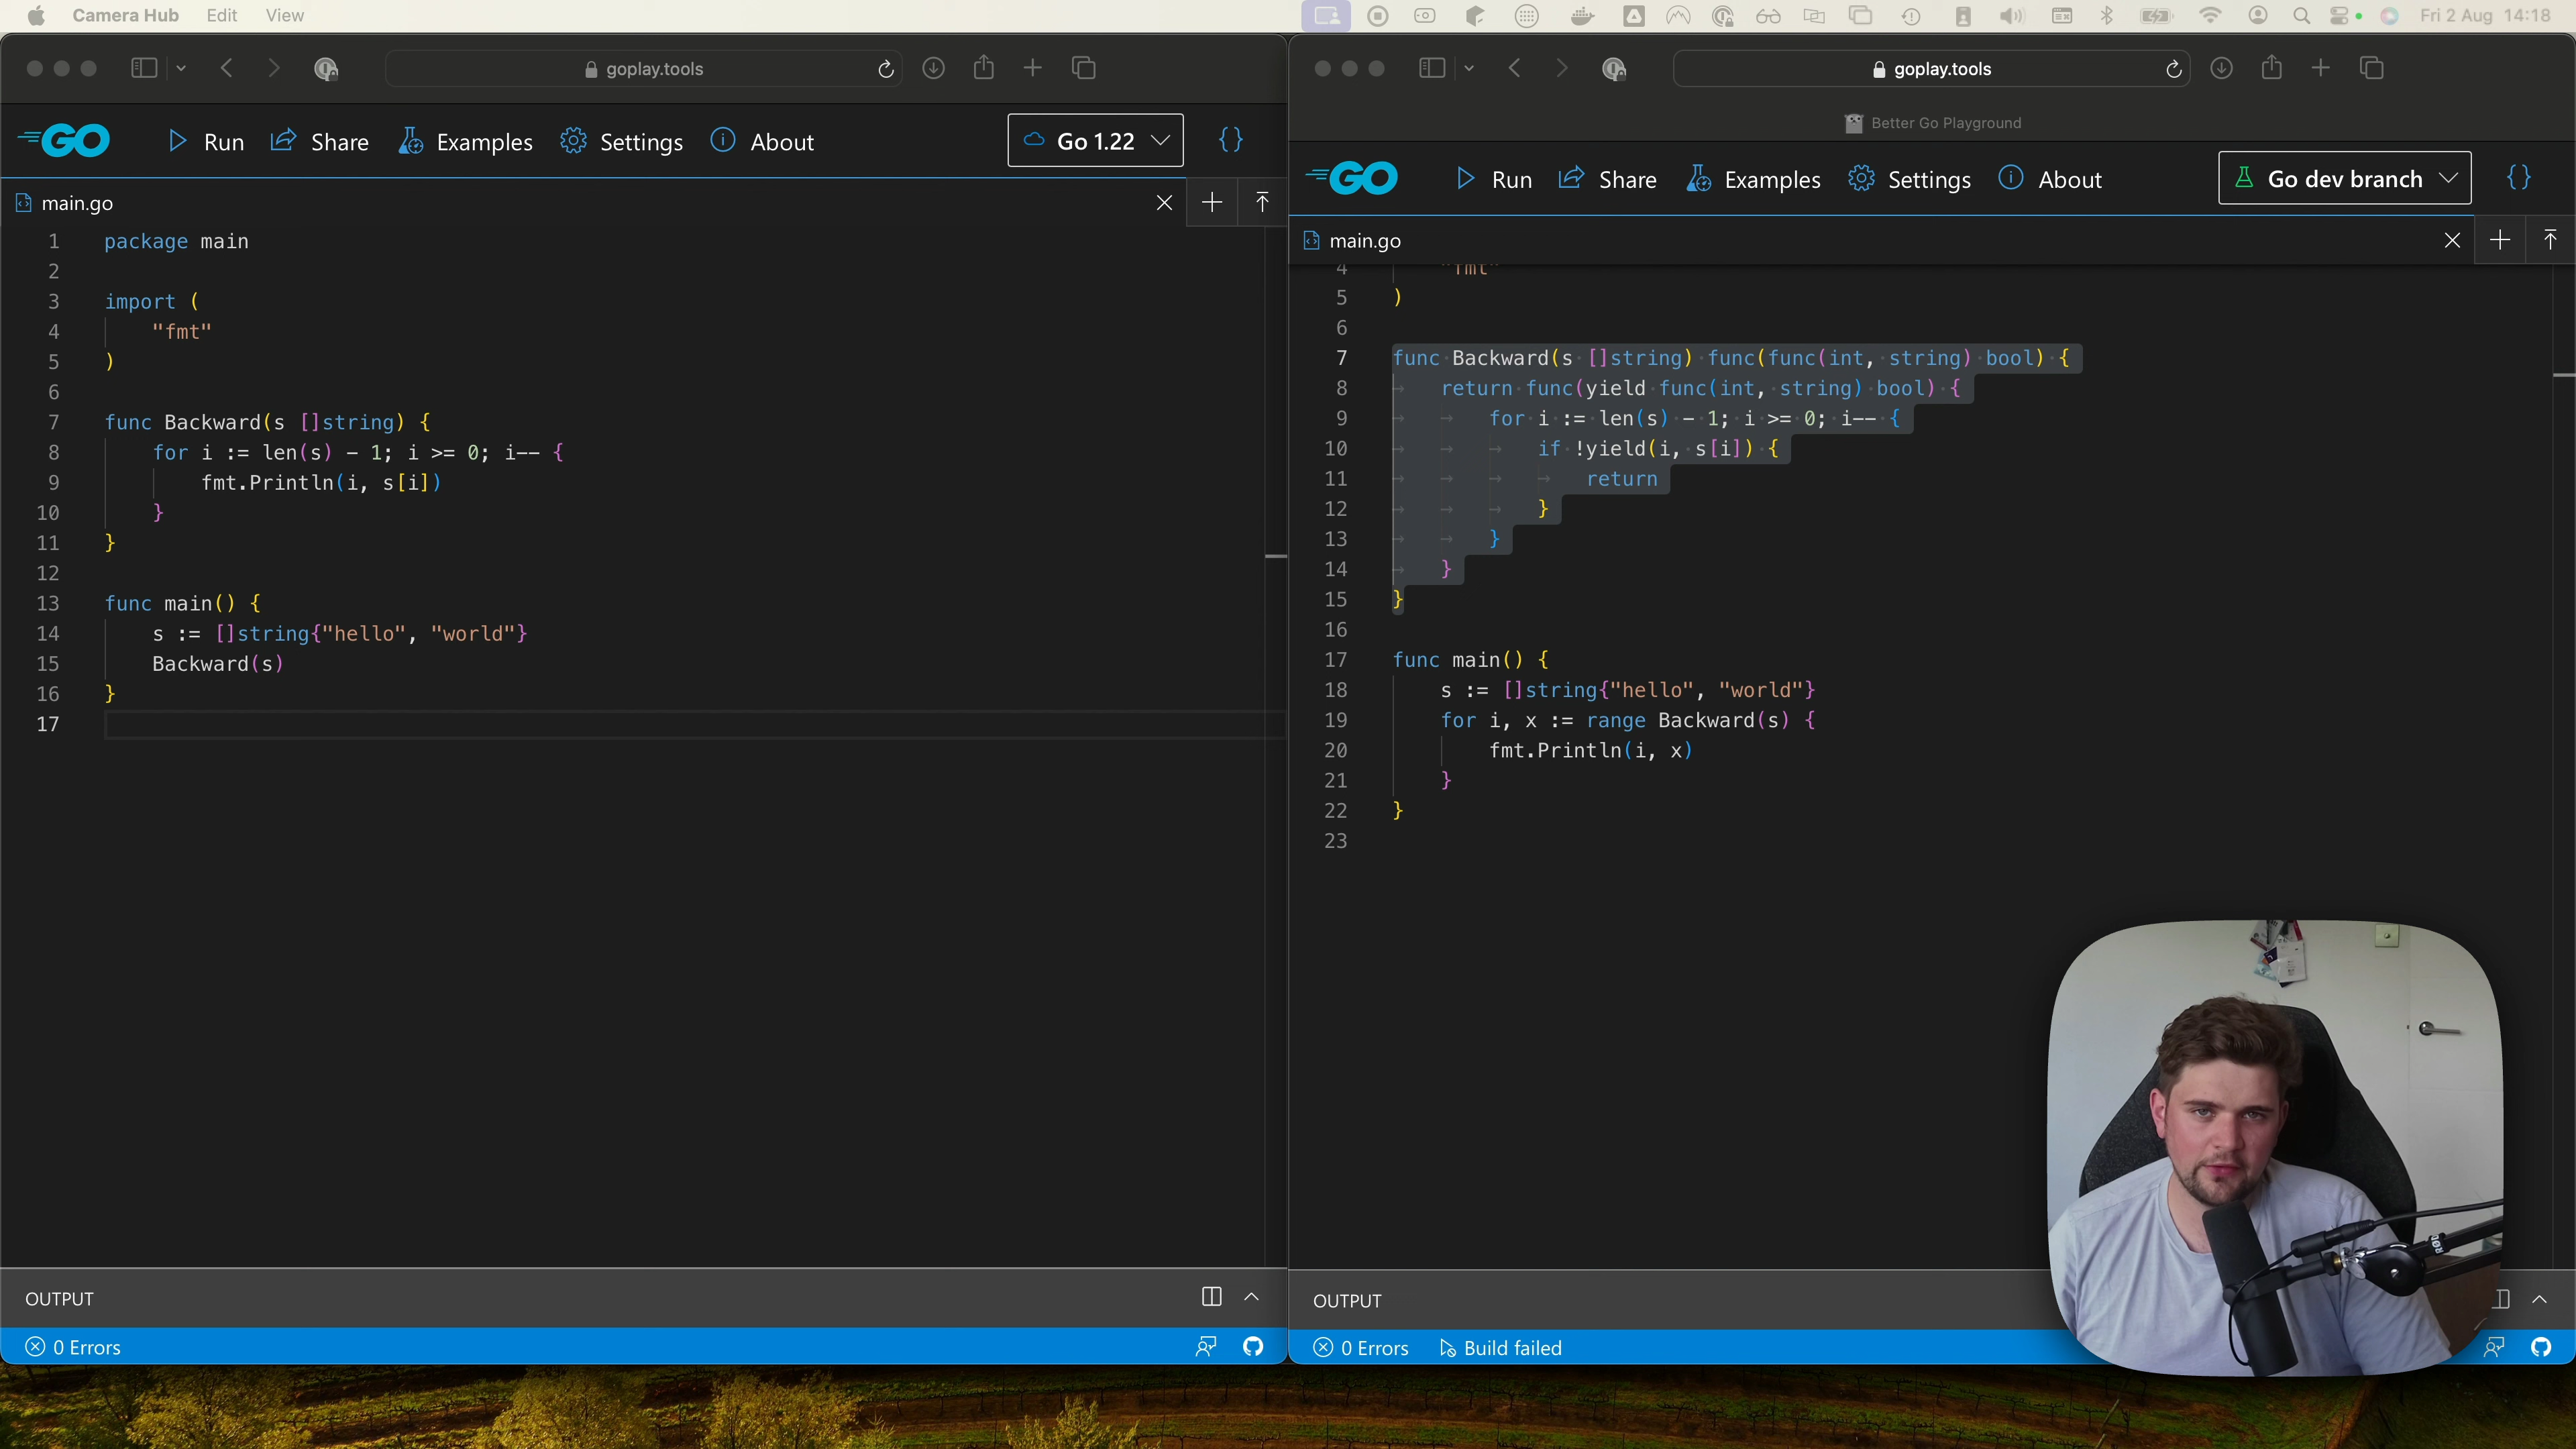 Camera Hub Edit View Fri 2 Aug 14:18
goplay.tools
GO Run Share Examples Settings About Go 1.22 {}
main.go
1 package main
2
3 import (
4 "fmt"
5 )
6
7 func Backward(s []string) {
8 for i := len(s) - 1; i >= 0; i-- {
9 fmt.Println(i, s[i])
10 }
11 }
12
13 func main() {
14 s := []string{"hello", "world"}
15 Backward(s)
16 }
17
OUTPUT
0 Errors
goplay.tools
Better Go Playground
GO Run Share Examples Settings About Go dev branch {}
main.go
4 "fmt"
5 )
6
7 func Backward(s []string) func(func(int, string) bool) {
8 return func(yield func(int, string) bool) {
9 for i := len(s) - 1; i >= 0; i-- {
10 if !yield(i, s[i]) {
11 return
12 }
13 }
14 }
15 }
16
17 func main() {
18 s := []string{"hello", "world"}
19 for i, x := range Backward(s) {
20 fmt.Println(i, x)
21 }
22 }
23
OUTPUT
0 Errors Build failed
RØDE